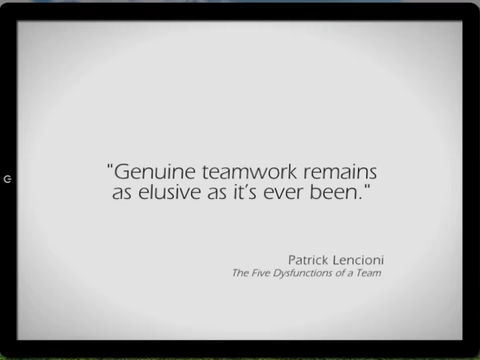 "Genuine teamwork remains
as elusive as it's ever been."
Patrick Lencioni
The Five Dysfunctions of a Team